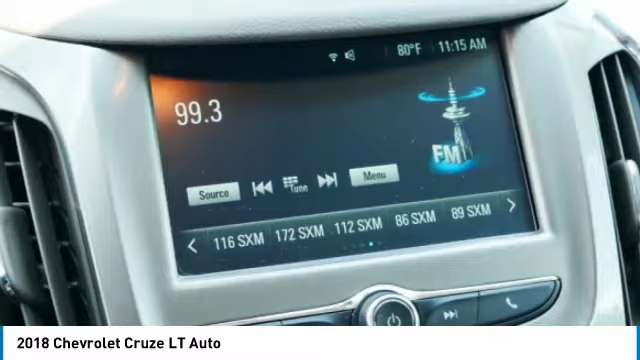 80°F 11:15 AM
99.3
FM
Source Tune Menu
116 SXM 172 SXM 112 SXM 86 SXM 89 SXM
2018 Chevrolet Cruze LT Auto